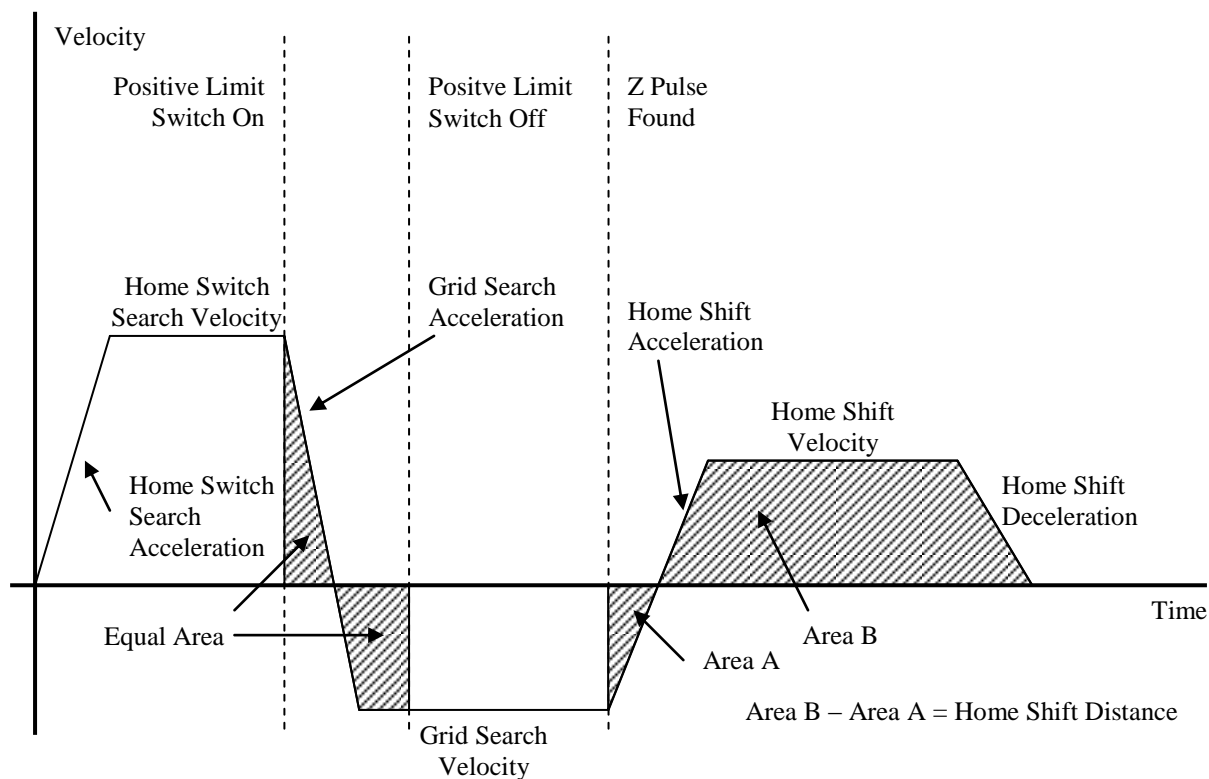 Velocity
Positive Limit
Switch On
Positve Limit
Switch Off
Z Pulse
Found
Home Switch
Search Velocity
Grid Search
Acceleration
Home Shift
Acceleration
Home Shift
Velocity
Home Switch
Search
Acceleration
Home Shift
Deceleration
Time
Equal Area
Area B
Area A
Area B – Area A = Home Shift Distance
Grid Search
Velocity